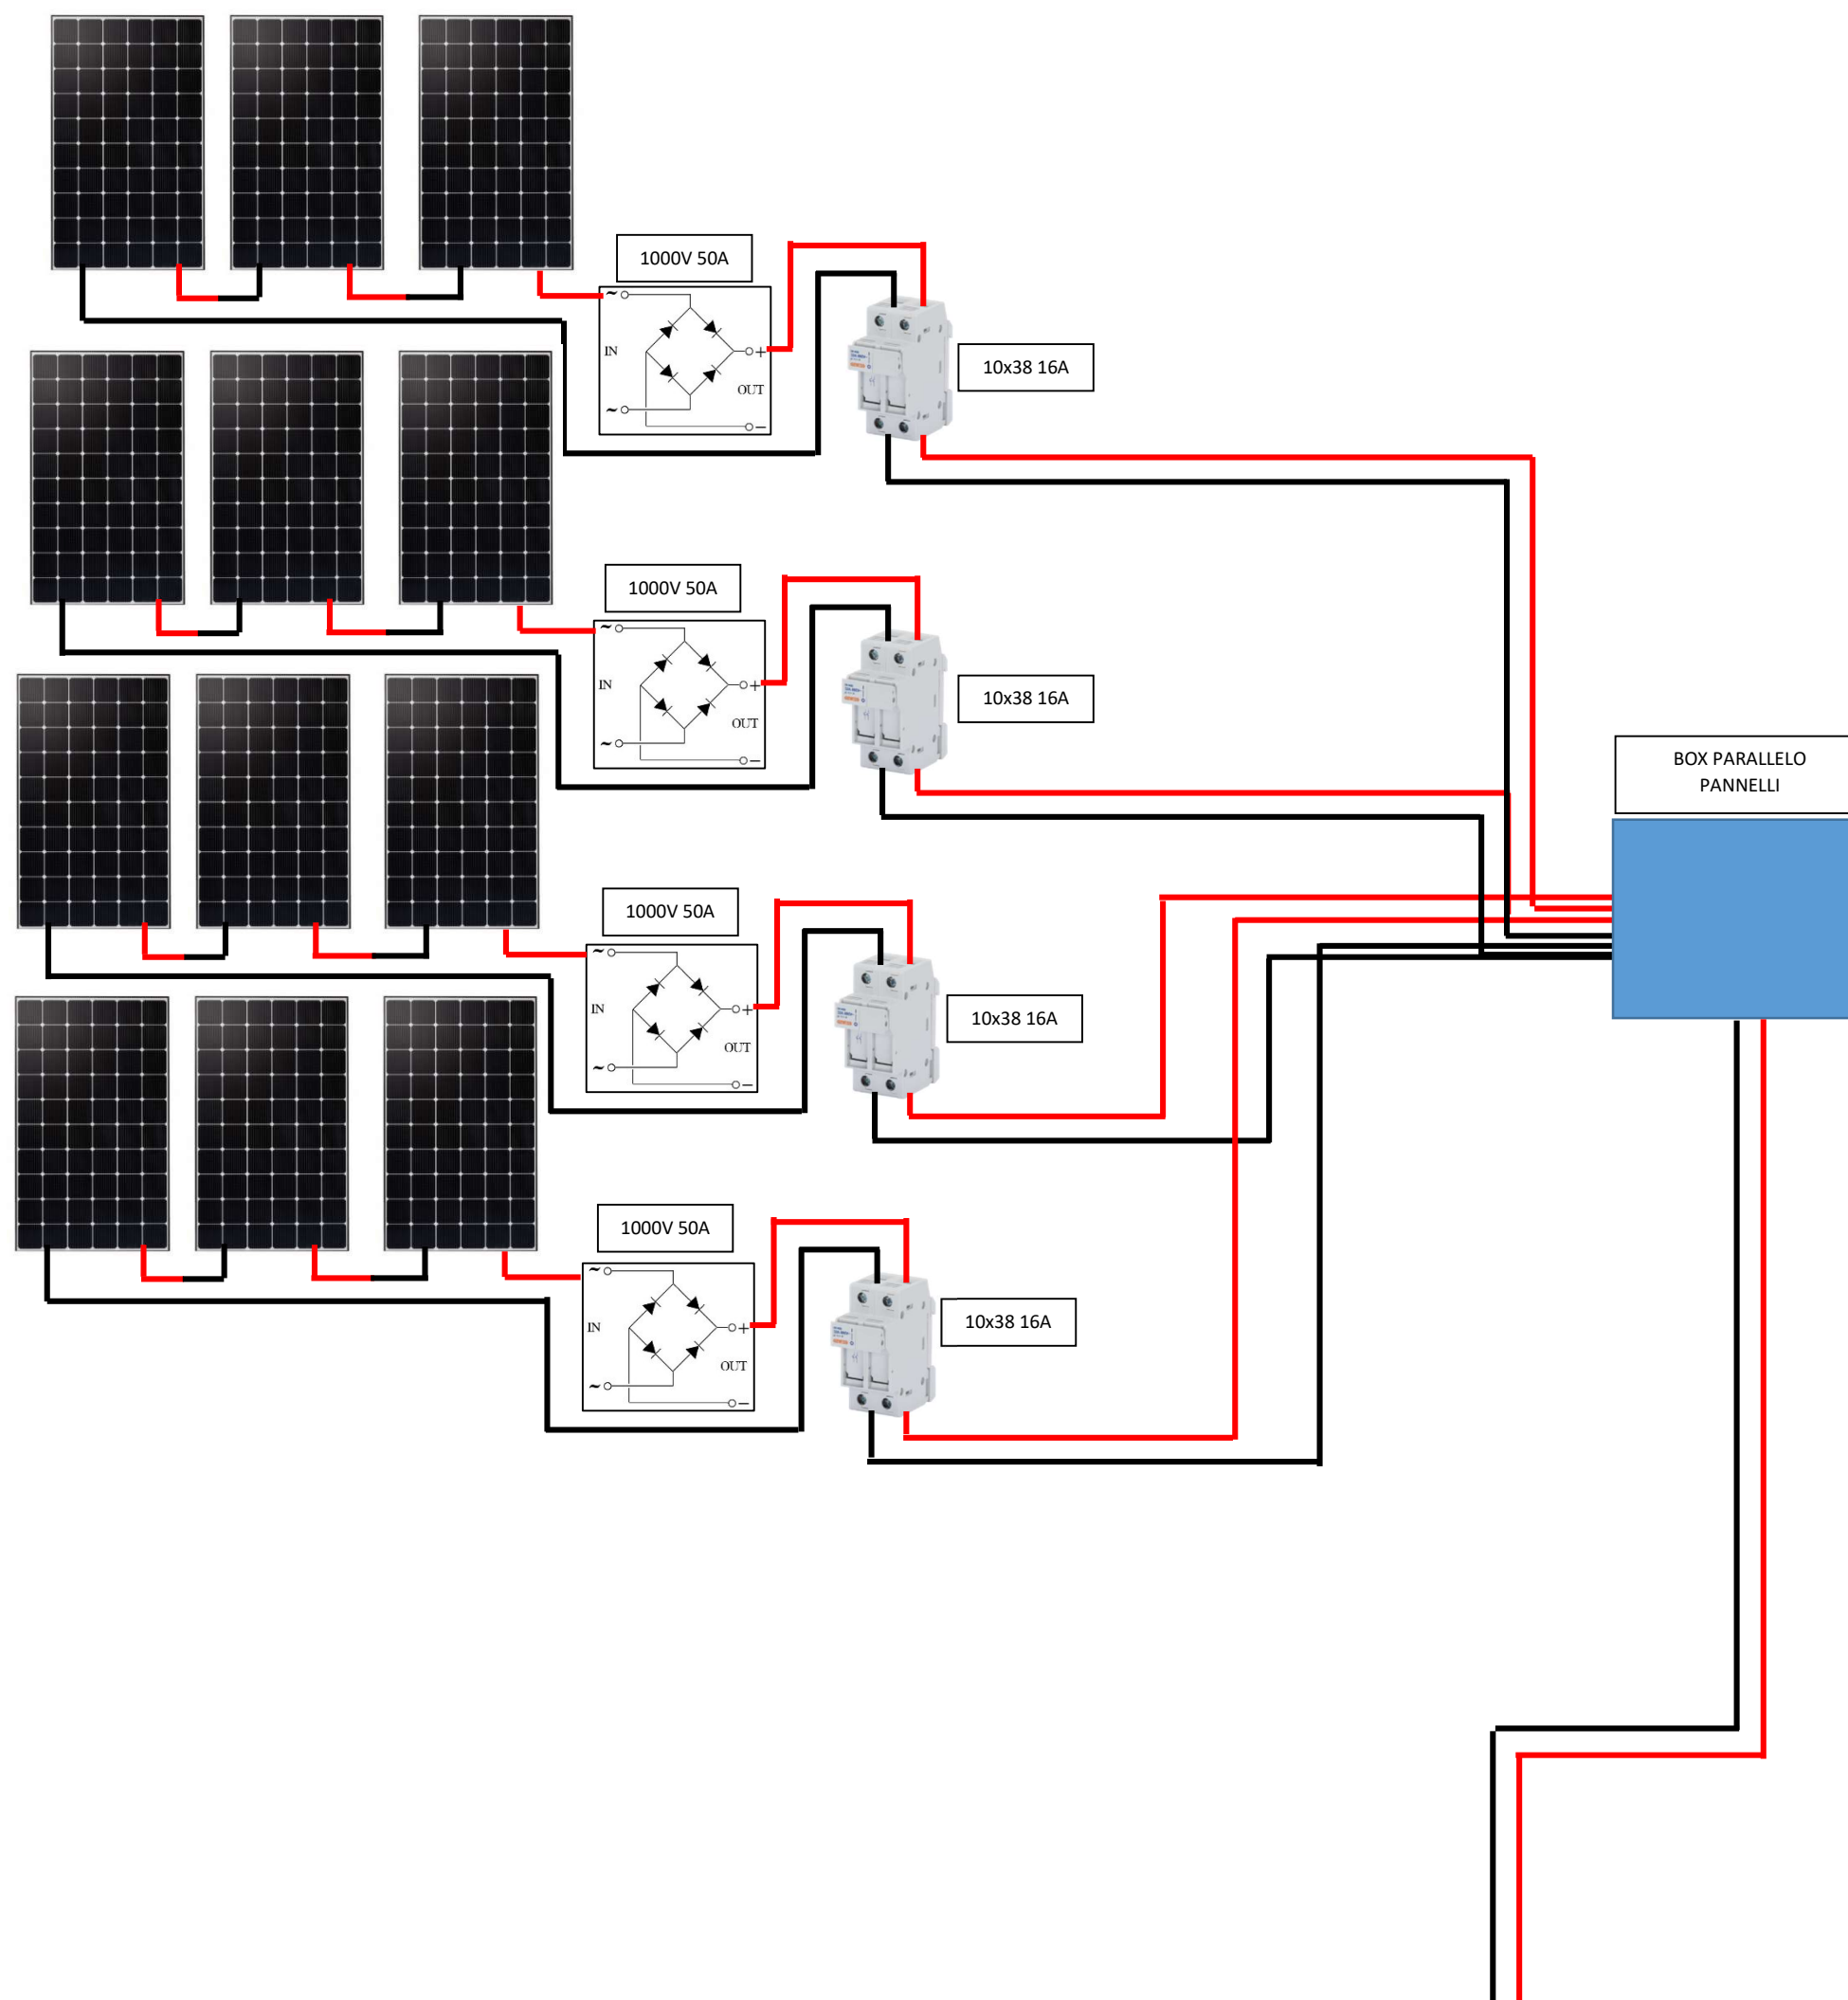 1000V 50A
~
IN
+
OUT
~
−
10x38 16A
1000V 50A
~
IN
+
OUT
~
−
10x38 16A
BOX PARALLELO
PANNELLI
1000V 50A
~
IN
+
OUT
~
−
10x38 16A
1000V 50A
~
IN
+
OUT
~
−
10x38 16A